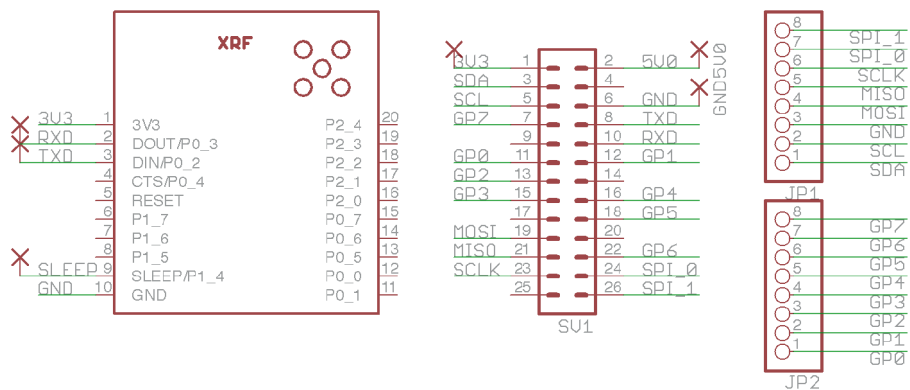 XRF
3V3 1 3V3 P2_4 20
RXD 2 DOUT/P0_3 P2_3 19
TXD 3 DIN/P0_2 P2_2 18
4 CTS/P0_4 P2_1 17
5 RESET P2_0 16
6 P1_7 P0_7 15
7 P1_6 P0_6 14
8 P1_5 P0_5 13
SLEEP 9 SLEEP/P1_4 P0_0 12
GND 10 GND P0_1 11
3V3 1 2 5V0
SDA 3 4
SCL 5 6 GND
GP7 7 8 TXD
9 10 RXD
GP0 11 12 GP1
GP2 13 14
GP3 15 16 GP4
17 18 GP5
MOSI 19 20
MISO 21 22 GP6
SCLK 23 24 SPI_0
25 26 SPI_1
SV1
5V0
GND
8 SPI_1
7 SPI_0
6 SCLK
5 MISO
4 MOSI
3 GND
2 SCL
1 SDA
JP1
8 GP7
7 GP6
6 GP5
5 GP4
4 GP3
3 GP2
2 GP1
1 GP0
JP2